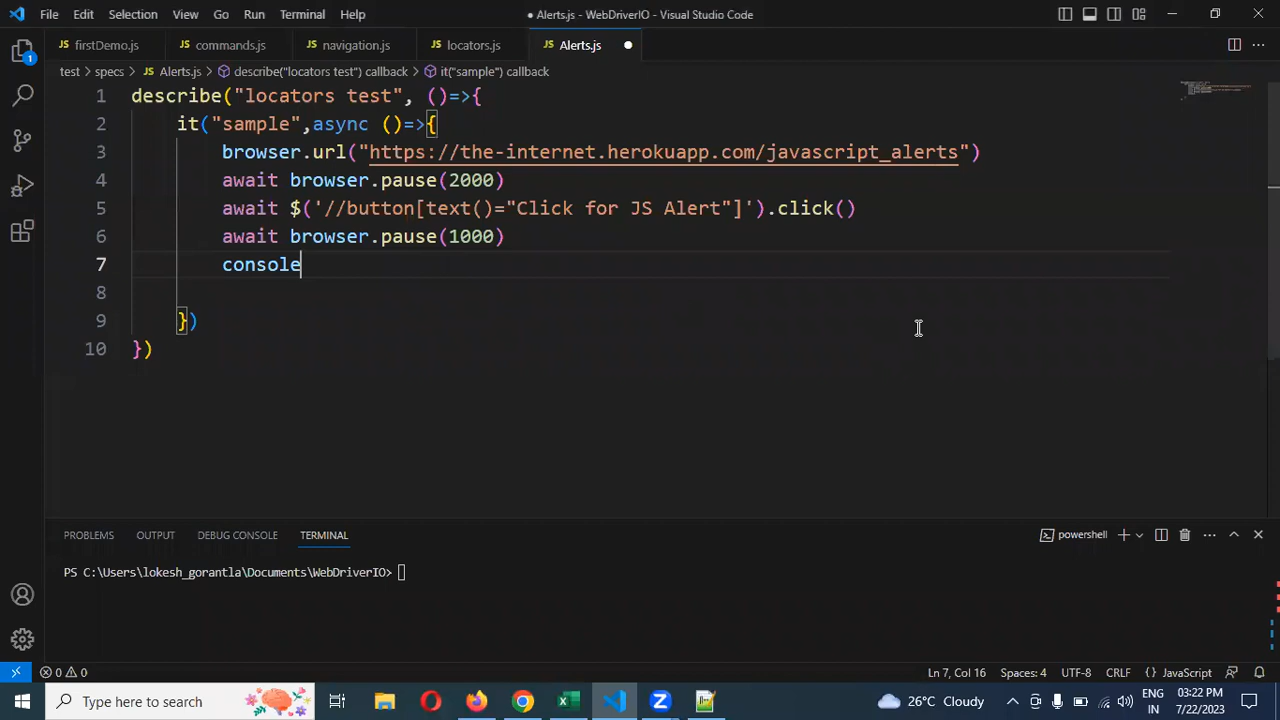 File Edit Selection View Go Run Terminal Help
● Alerts.js - WebDriverIO - Visual Studio Code
JS firstDemo.js JS commands.js JS navigation.js JS locators.js JS Alerts.js
test > specs > JS Alerts.js > describe("locators test") callback > it("sample") callback
1 describe("locators test", ()=>{
2 it("sample",async ()=>{
3 browser.url("https://the-internet.herokuapp.com/javascript_alerts")
4 await browser.pause(2000)
5 await $('//button[text()="Click for JS Alert"]').click()
6 await browser.pause(1000)
7 console
8
9 })
10 })
1
PROBLEMS OUTPUT DEBUG CONSOLE TERMINAL
powershell
PS C:\Users\lokesh_gorantla\Documents\WebDriverIO>
0 0
Ln 7, Col 16 Spaces: 4 UTF-8 CRLF {} JavaScript
Type here to search
26°C Cloudy
ENG
IN
03:22 PM
7/22/2023